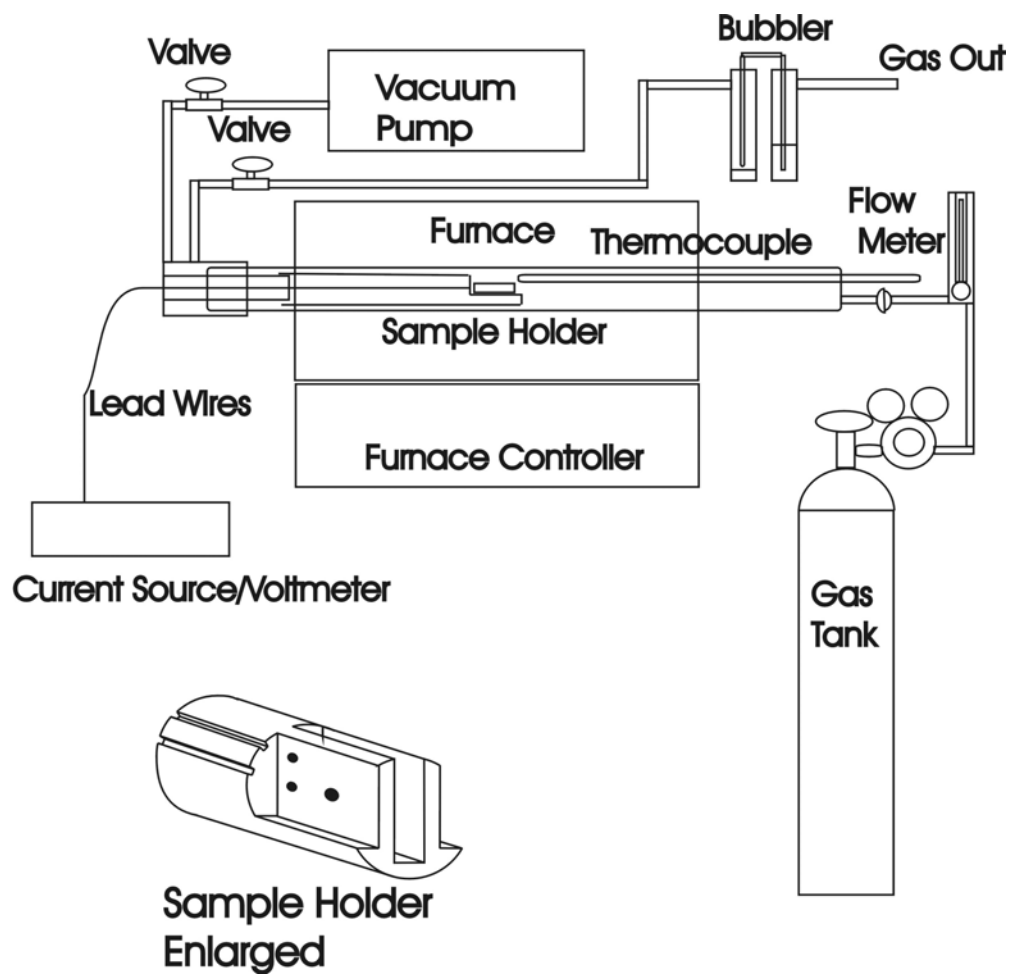 Bubbler
Valve
Gas Out
Vacuum
Pump
Valve
Flow
Meter
Furnace
Thermocouple
Sample Holder
Lead WIres
Furnace Controller
Current Source/Voltmeter
Gas
Tank
Sample Holder
Enlarged